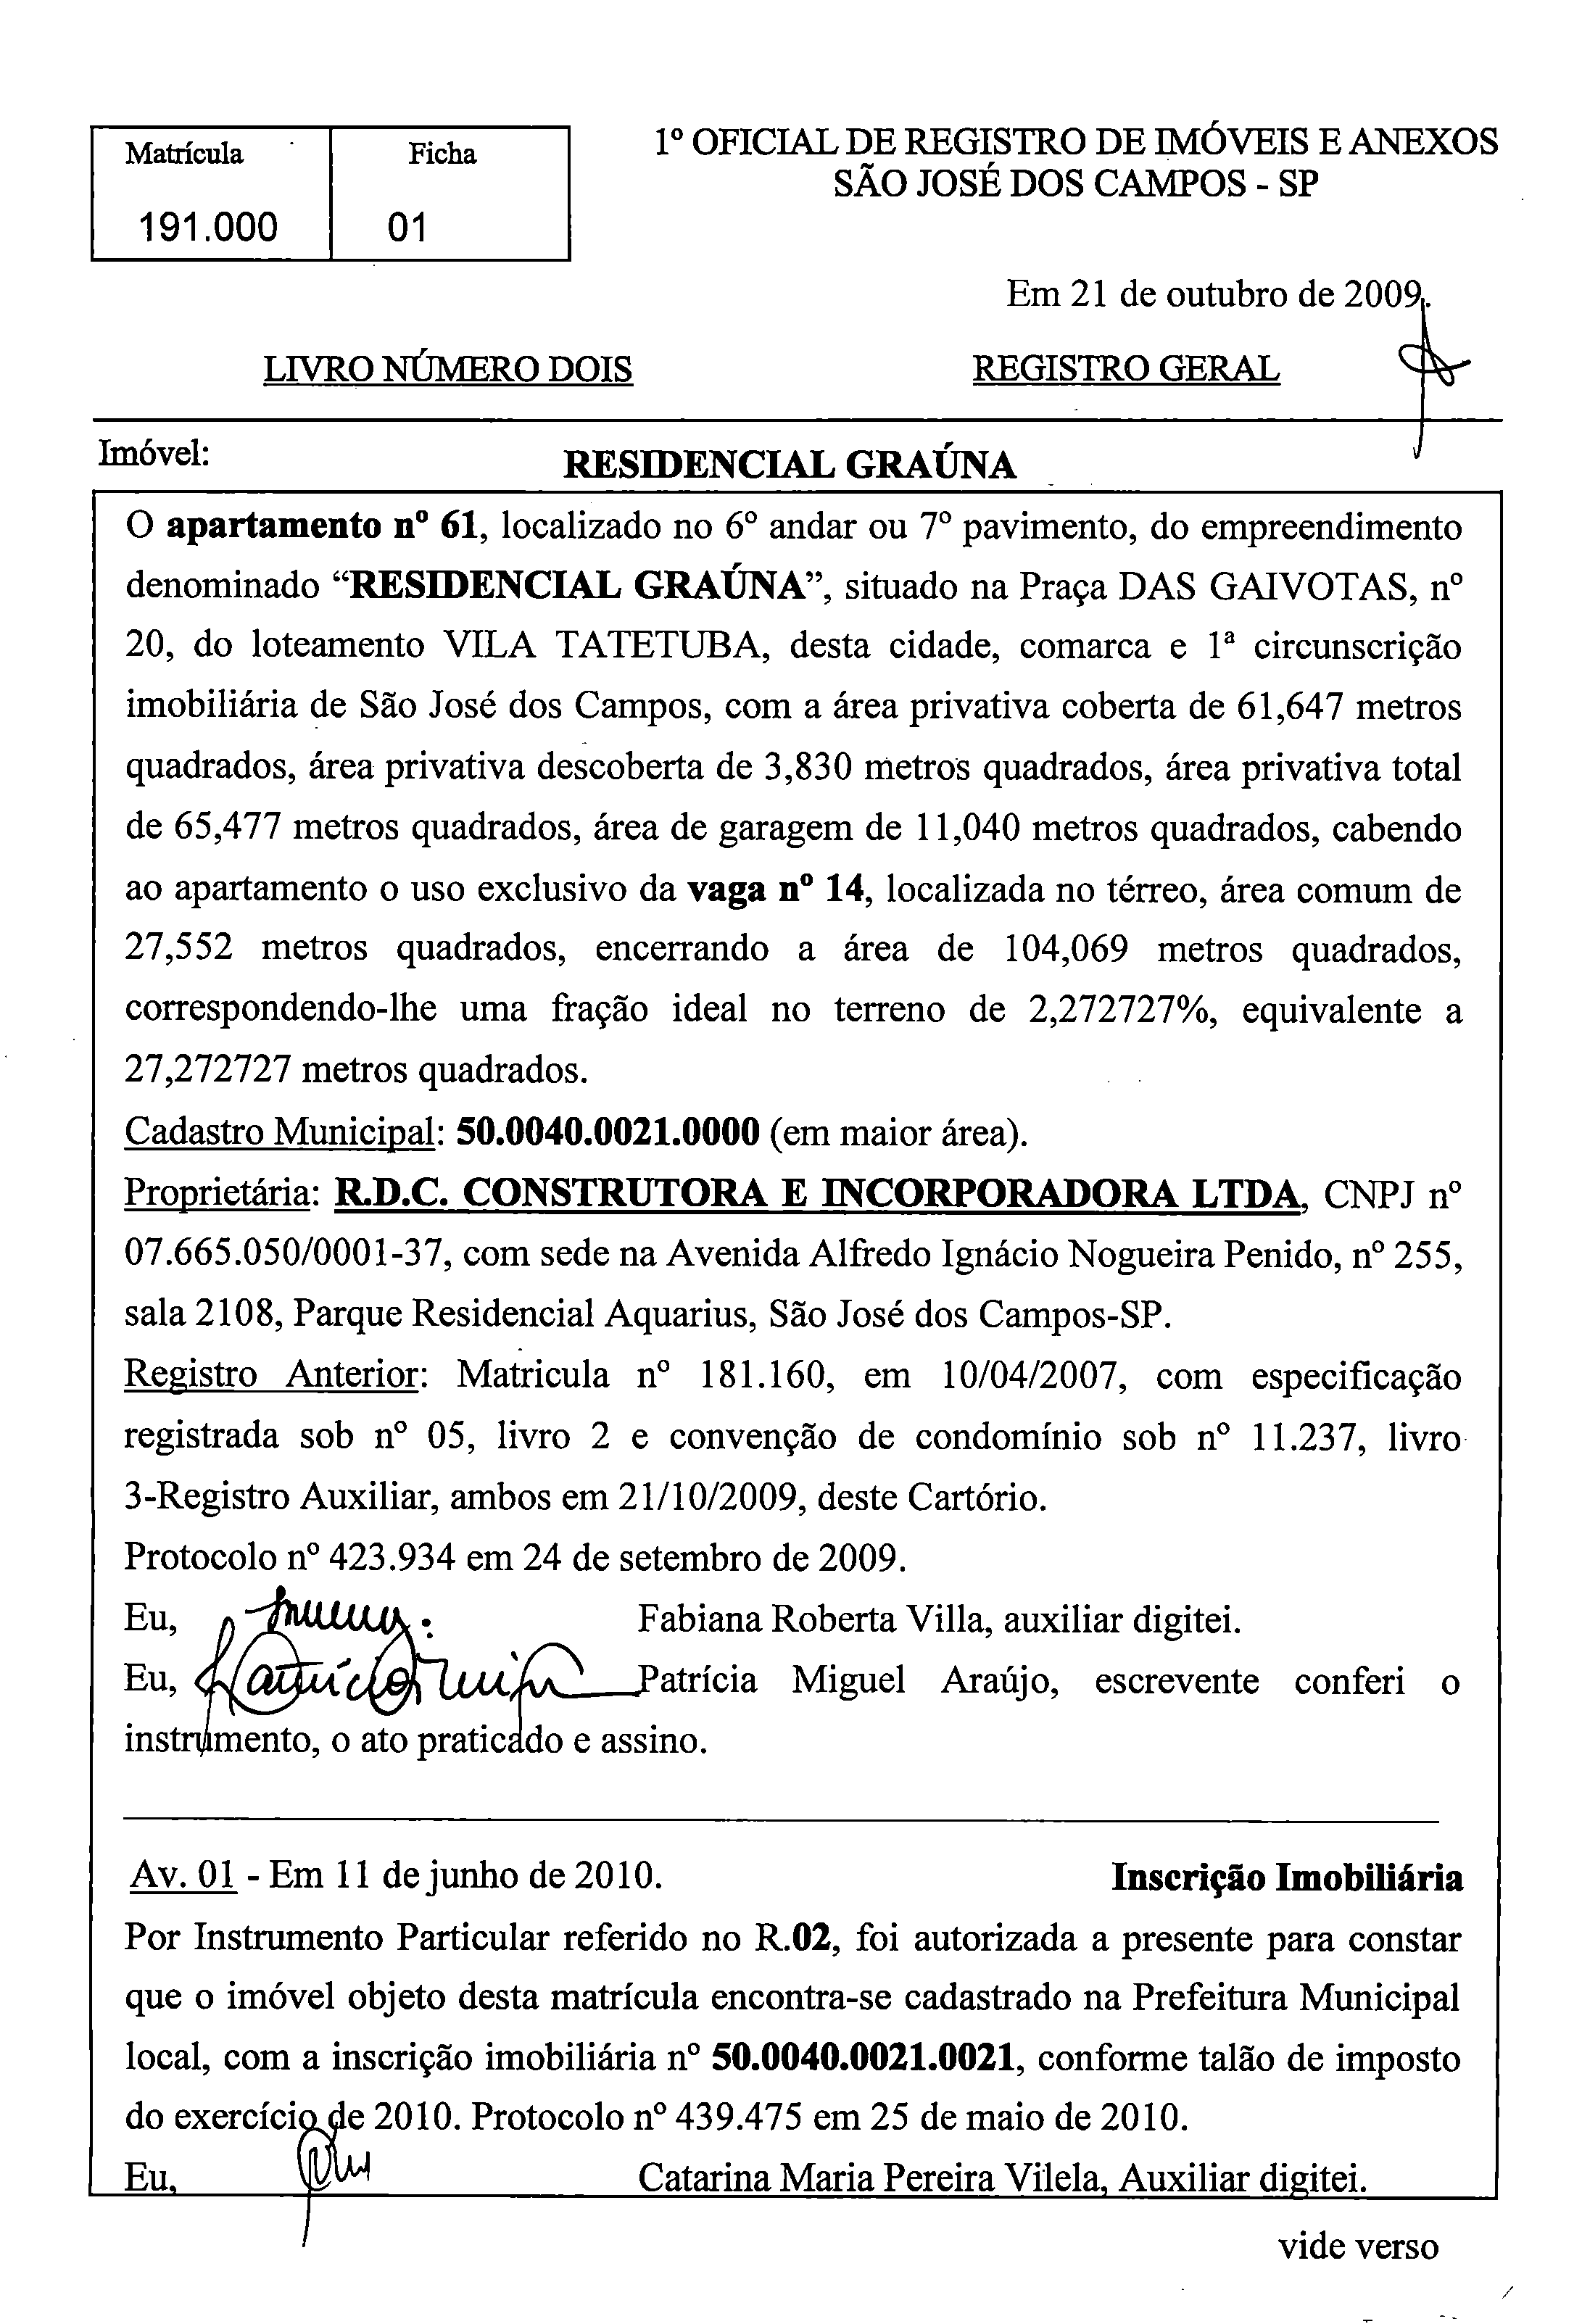 Matrícula Ficha
191.000 01
1º OFICIAL DE REGISTRO DE IMÓVEIS E ANEXOS
SÃO JOSÉ DOS CAMPOS - SP
Em 21 de outubro de 2009.
LIVRO NÚMERO DOIS REGISTRO GERAL
Imóvel: RESIDENCIAL GRAÚNA
O apartamento nº 61, localizado no 6º andar ou 7º pavimento, do empreendimento
denominado “RESIDENCIAL GRAÚNA”, situado na Praça DAS GAIVOTAS, nº
20, do loteamento VILA TATETUBA, desta cidade, comarca e 1ª circunscrição
imobiliária de São José dos Campos, com a área privativa coberta de 61,647 metros
quadrados, área privativa descoberta de 3,830 metros quadrados, área privativa total
de 65,477 metros quadrados, área de garagem de 11,040 metros quadrados, cabendo
ao apartamento o uso exclusivo da vaga nº 14, localizada no térreo, área comum de
27,552 metros quadrados, encerrando a área de 104,069 metros quadrados,
correspondendo-lhe uma fração ideal no terreno de 2,272727%, equivalente a
27,272727 metros quadrados.
Cadastro Municipal: 50.0040.0021.0000 (em maior área).
Proprietária: R.D.C. CONSTRUTORA E INCORPORADORA LTDA, CNPJ nº
07.665.050/0001-37, com sede na Avenida Alfredo Ignácio Nogueira Penido, nº 255,
sala 2108, Parque Residencial Aquarius, São José dos Campos-SP.
Registro Anterior: Matricula nº 181.160, em 10/04/2007, com especificação
registrada sob nº 05, livro 2 e convenção de condomínio sob nº 11.237, livro
3-Registro Auxiliar, ambos em 21/10/2009, deste Cartório.
Protocolo nº 423.934 em 24 de setembro de 2009.
Eu, Fabiana Roberta Villa, auxiliar digitei.
Eu, Patrícia Miguel Araújo, escrevente conferi o
instrumento, o ato praticado e assino.
Av. 01 - Em 11 de junho de 2010. Inscrição Imobiliária
Por Instrumento Particular referido no R.02, foi autorizada a presente para constar
que o imóvel objeto desta matrícula encontra-se cadastrado na Prefeitura Municipal
local, com a inscrição imobiliária nº 50.0040.0021.0021, conforme talão de imposto
do exercício de 2010. Protocolo nº 439.475 em 25 de maio de 2010.
Eu, Catarina Maria Pereira Vilela, Auxiliar digitei.
vide verso